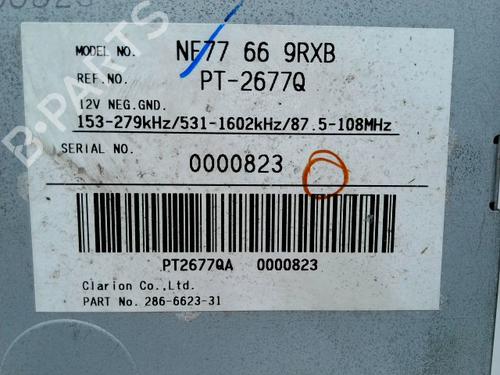 MODEL NO. NF77 66 9RXB
REF.NO. PT-2677Q
12V NEG.GND.
153-279kHz/531-1602kHz/87.5-108MHz
SERIAL NO. 0000823
PT2677QA 0000823
Clarion Co.,Ltd.
PART No. 286-6623-31
B-PARTS